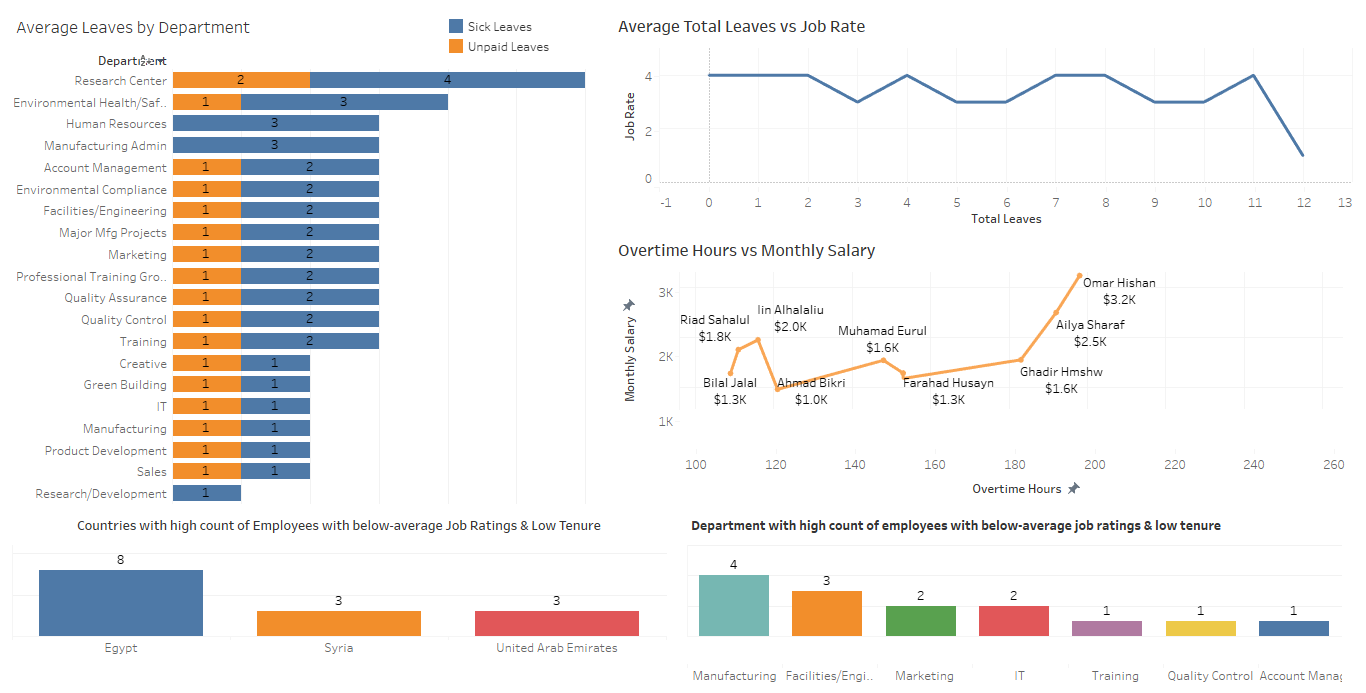 Average Leaves by Department
Sick Leaves
Unpaid Leaves
Department
Research Center 2 4
Environmental Health/Saf.. 1 3
Human Resources 3
Manufacturing Admin 3
Account Management 1 2
Environmental Compliance 1 2
Facilities/Engineering 1 2
Major Mfg Projects 1 2
Marketing 1 2
Professional Training Gro.. 1 2
Quality Assurance 1 2
Quality Control 1 2
Training 1 2
Creative 1 1
Green Building 1 1
IT 1 1
Manufacturing 1 1
Product Development 1 1
Sales 1 1
Research/Development 1
Average Total Leaves vs Job Rate
Job Rate
4
2
0
-1 0 1 2 3 4 5 6 7 8 9 10 11 12 13
Total Leaves
Overtime Hours vs Monthly Salary
Monthly Salary
3K
2K
1K
Riad Sahalul
$1.8K
Iin Alhalaliu
$2.0K
Muhamad Eurul
$1.6K
Omar Hishan
$3.2K
Ailya Sharaf
$2.5K
Bilal Jalal
$1.3K
Ahmad Bikri
$1.0K
Farahad Husayn
$1.3K
Ghadir Hmshw
$1.6K
100 120 140 160 180 200 220 240 260
Overtime Hours
Countries with high count of Employees with below-average Job Ratings & Low Tenure
8 3 3
Egypt Syria United Arab Emirates
Department with high count of employees with below-average job ratings & low tenure
4 3 2 2 1 1 1
Manufacturing Facilities/Engi.. Marketing IT Training Quality Control Account Manag